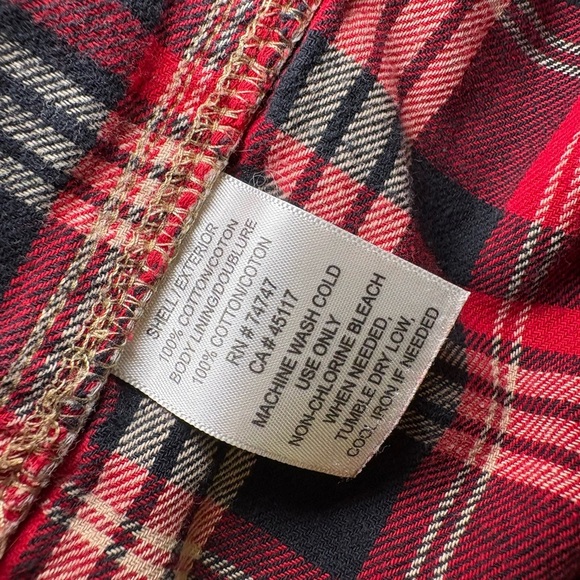 SHELL / EXTERIOR
100% COTTON/COTON
BODY LINING/DOUBLURE
100% COTTON/COTON
RN # 74747
CA# 45117
MACHINE WASH COLD
USE ONLY
NON-CHLORINE BLEACH
WHEN NEEDED,
TUMBLE DRY LOW,
COOL IRON IF NEEDED